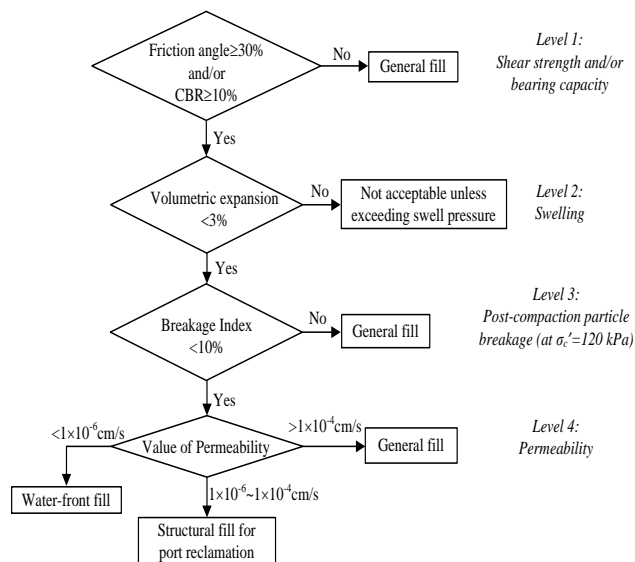 Friction angle≥30%
and/or
CBR≥10%
No
General fill
Level 1:
Shear strength and/or
bearing capacity
Yes
Volumetric expansion
<3%
No
Not acceptable unless
exceeding swell pressure
Level 2:
Swelling
Yes
Breakage Index
<10%
No
General fill
Level 3:
Post-compaction particle
breakage (at σc′=120 kPa)
Yes
<1×10⁻⁶cm/s
Value of Permeability
>1×10⁻⁴cm/s
General fill
Level 4:
Permeability
Water-front fill
1×10⁻⁶~1×10⁻⁴cm/s
Structural fill for
port reclamation